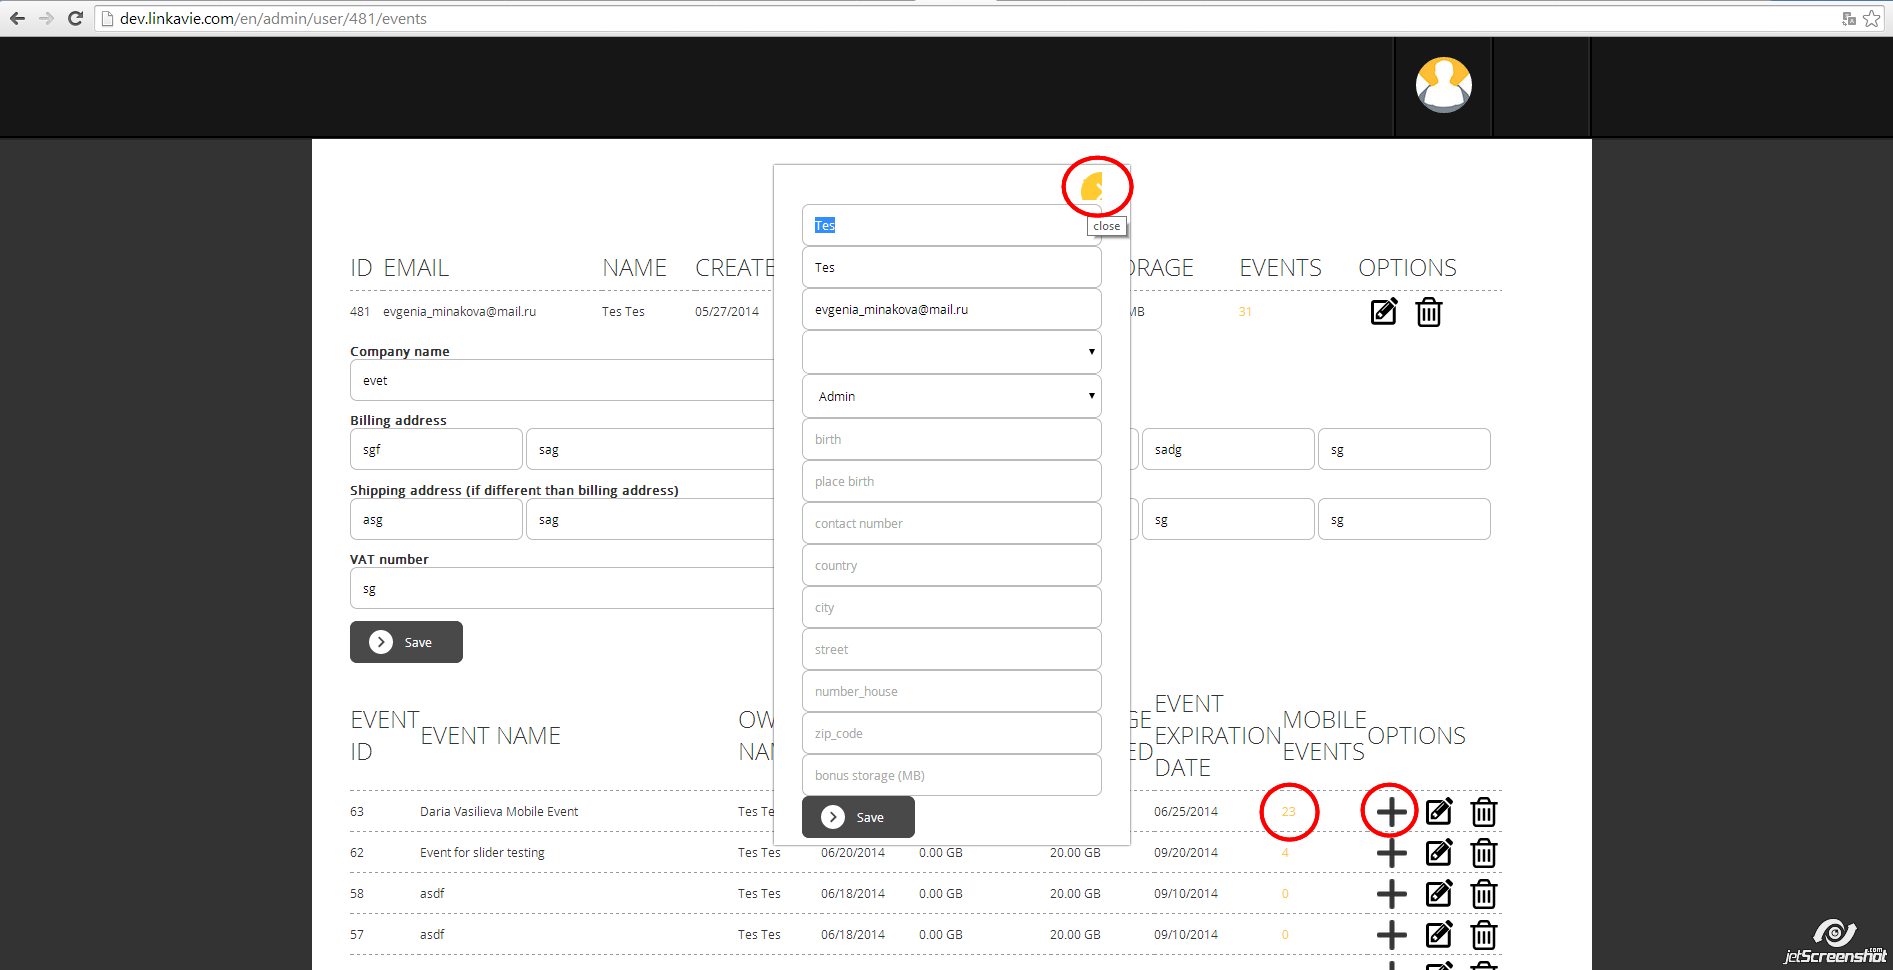 dev.linkavie.com/en/admin/user/481/events
close
Tes
Tes
evgenia_minakova@mail.ru
Admin
birth
place birth
contact number
country
city
street
number_house
zip_code
bonus storage (MB)
Save
ID EMAIL NAME CREATE ORAGE EVENTS OPTIONS
481 evgenia_minakova@mail.ru Tes Tes 05/27/2014 MB 31
Company name
evet
Billing address
sgf sag sadg sg
Shipping address (if different than billing address)
asg sag sg sg
VAT number
sg
Save
EVENT ID EVENT NAME OW NA GE ED EVENT EXPIRATION DATE MOBILE EVENTS OPTIONS
63 Daria Vasilieva Mobile Event Tes Te 06/25/2014 23
62 Event for slider testing Tes Tes 06/20/2014 0.00 GB 20.00 GB 09/20/2014 4
58 asdf Tes Tes 06/18/2014 0.00 GB 20.00 GB 09/10/2014 0
57 asdf Tes Tes 06/18/2014 0.00 GB 20.00 GB 09/10/2014 0
jetScreenshot.com